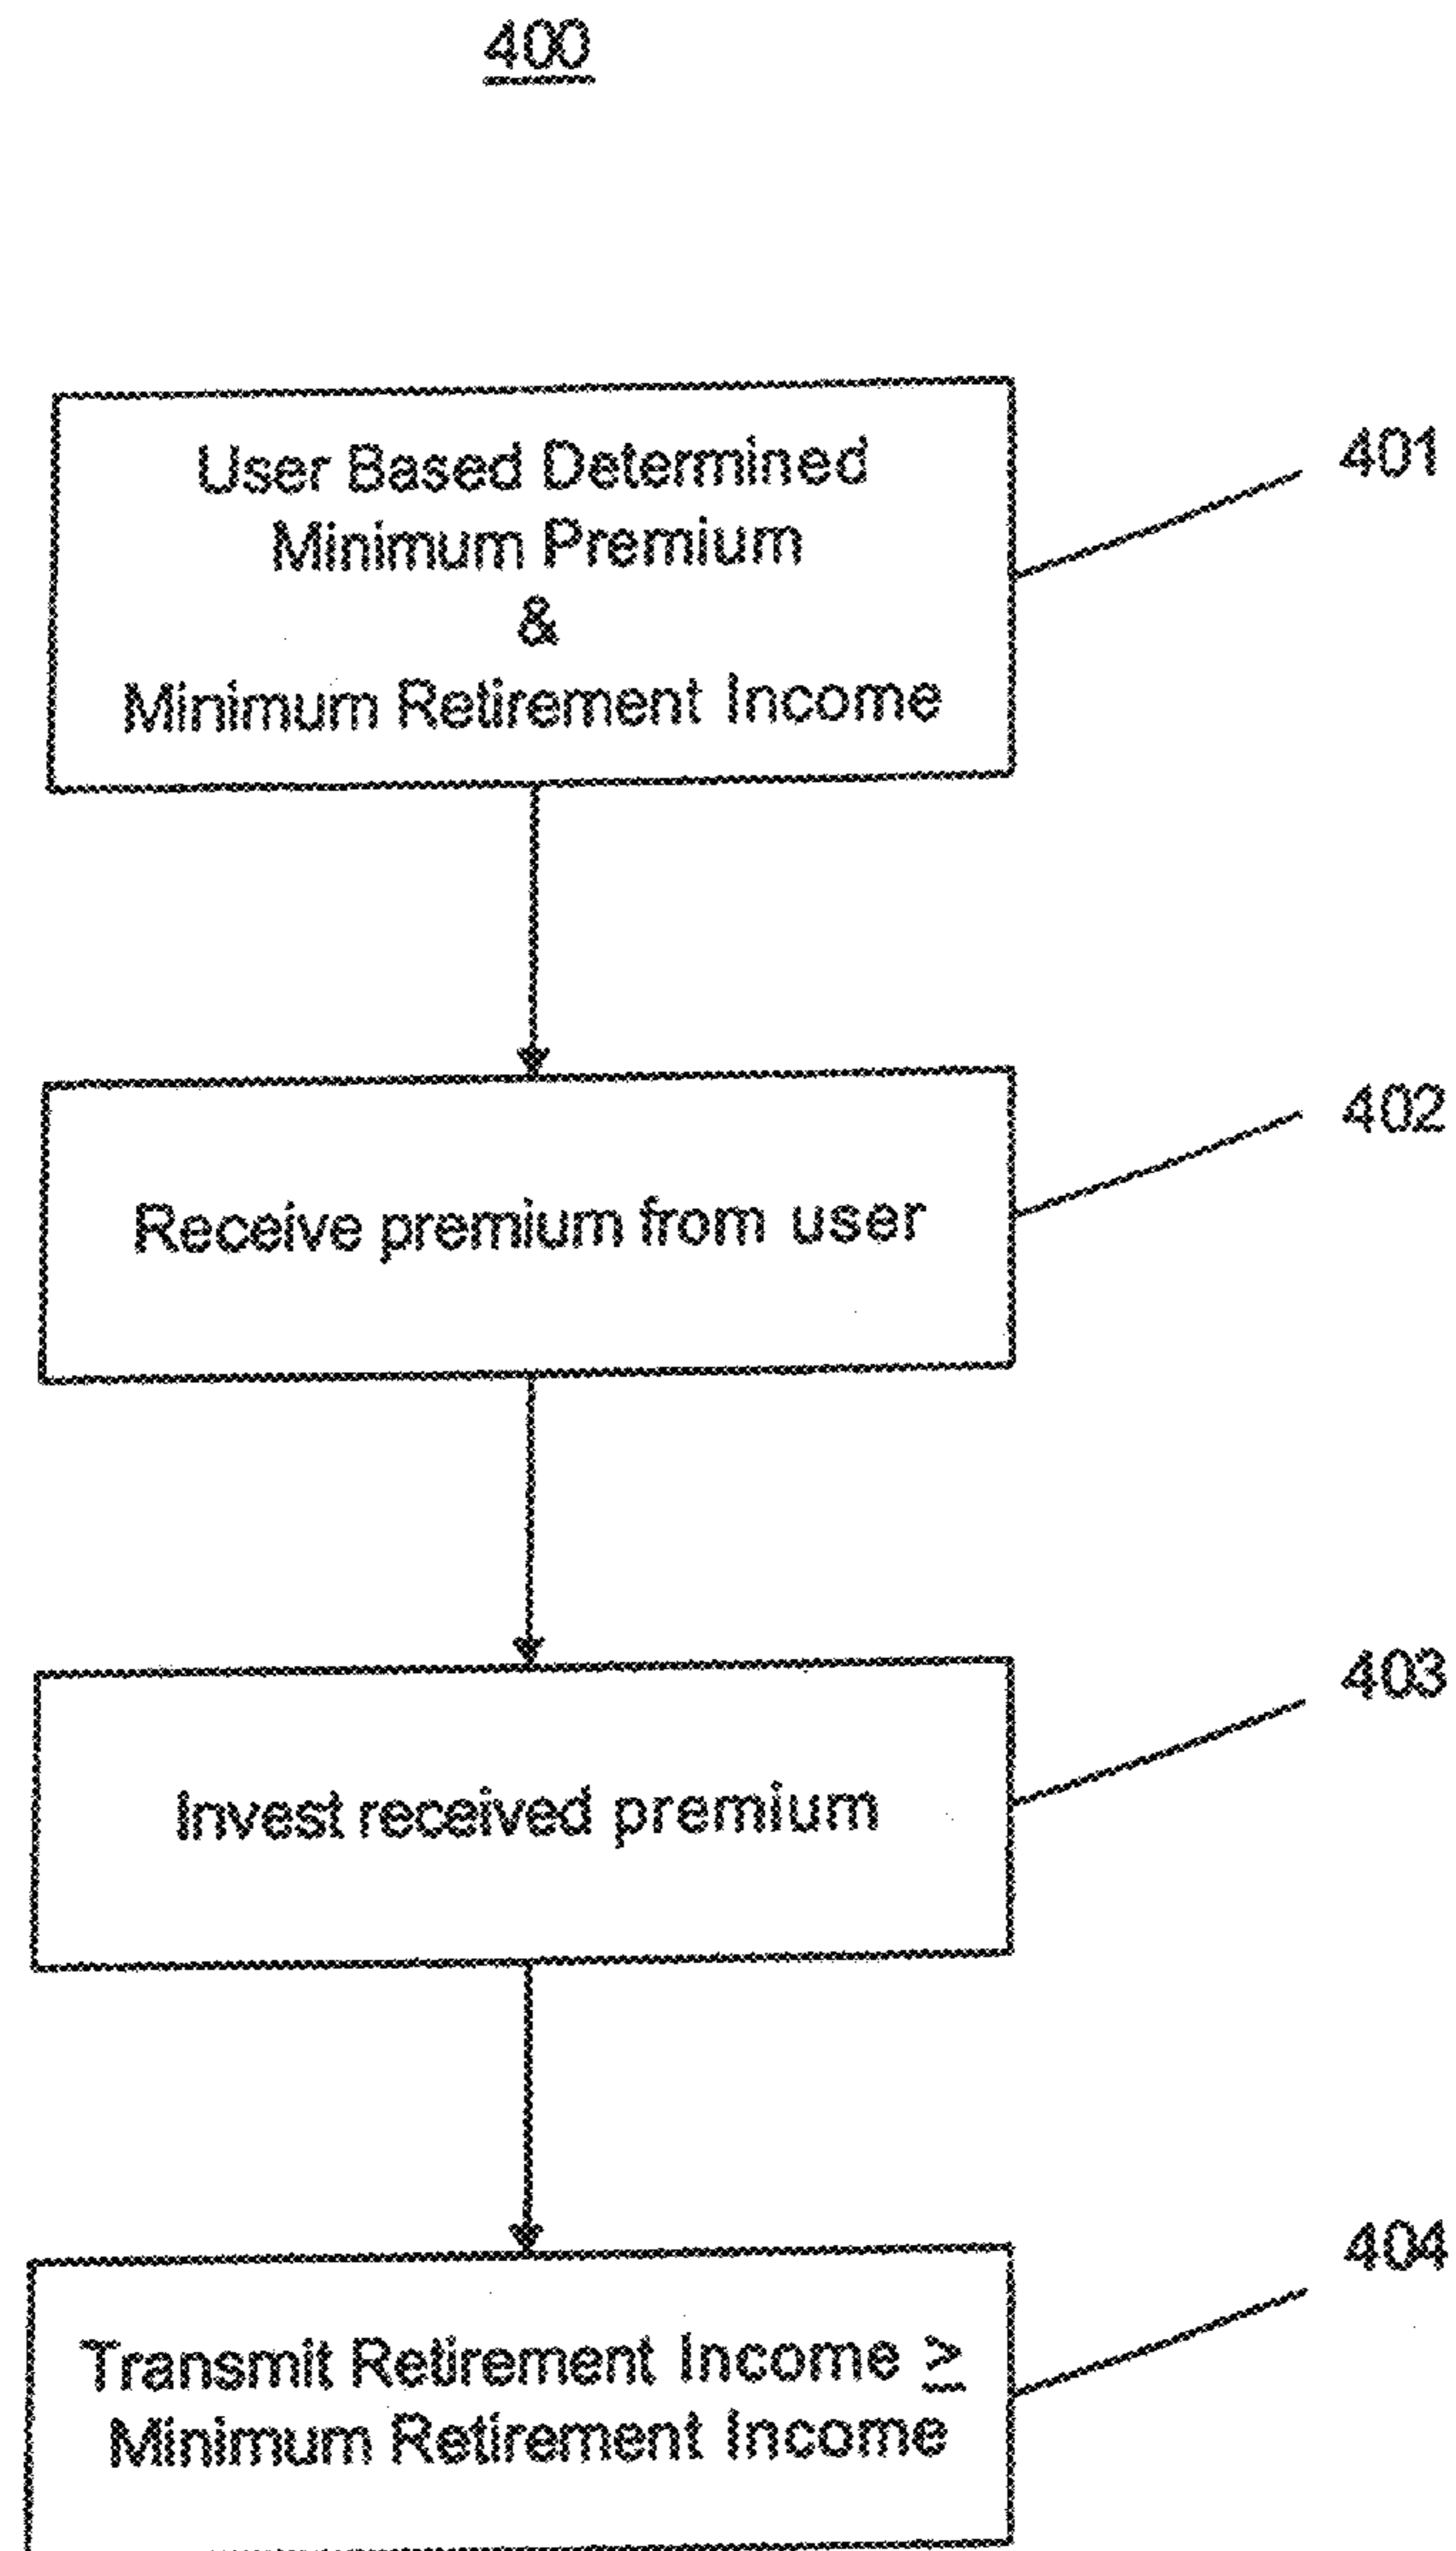 400
User Based Determined
Minimum Premium
&
Minimum Retirement Income
401
Receive premium from user
402
Invest received premium
403
Transmit Retirement Income ≥
Minimum Retirement Income
404